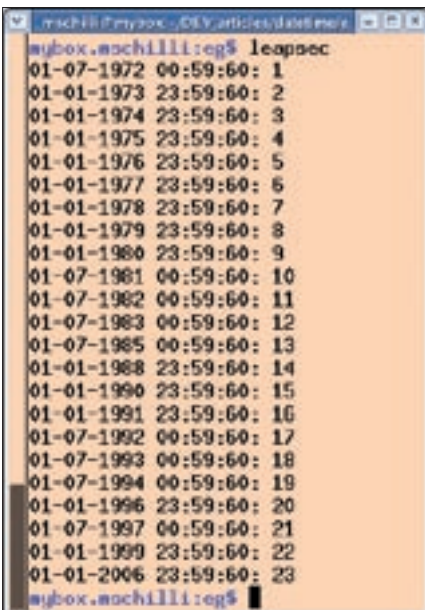 mschilli@mybox:~/DEV/articles/datetime/e
mybox.mschilli:eg$ leapsec
01-07-1972 00:59:60: 1
01-01-1973 23:59:60: 2
01-01-1974 23:59:60: 3
01-01-1975 23:59:60: 4
01-01-1976 23:59:60: 5
01-01-1977 23:59:60: 6
01-01-1978 23:59:60: 7
01-01-1979 23:59:60: 8
01-01-1980 23:59:60: 9
01-07-1981 00:59:60: 10
01-07-1982 00:59:60: 11
01-07-1983 00:59:60: 12
01-07-1985 00:59:60: 13
01-01-1988 23:59:60: 14
01-01-1990 23:59:60: 15
01-01-1991 23:59:60: 16
01-07-1992 00:59:60: 17
01-07-1993 00:59:60: 18
01-07-1994 00:59:60: 19
01-01-1996 23:59:60: 20
01-07-1997 00:59:60: 21
01-01-1999 23:59:60: 22
01-01-2006 23:59:60: 23
mybox.mschilli:eg$